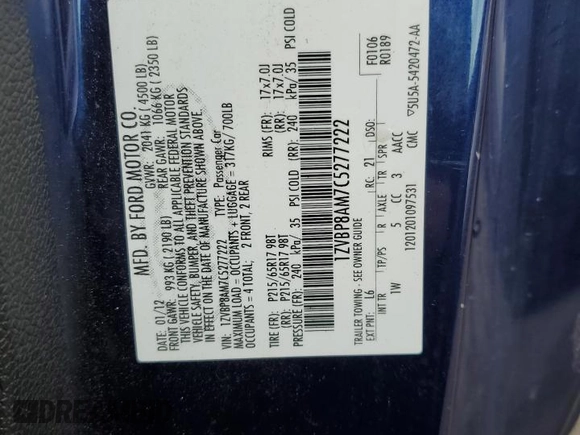 MFD. BY FORD MOTOR CO.
DATE: 01/12 GVWR: 2041 KG ( 4500 LB)
FRONT GAWR: 993 KG ( 2190 LB) REAR GAWR: 1066 KG ( 2350 LB)
THIS VEHICLE CONFORMS TO ALL APPLICABLE FEDERAL MOTOR
VEHICLE SAFETY, BUMPER, AND THEFT PREVENTION STANDARDS
IN EFFECT ON THE DATE OF MANUFACTURE SHOWN ABOVE.
VIN: 1ZVBP8AM7C5277222 TYPE: Passenger Car
MAXIMUM LOAD = OCCUPANTS + LUGGAGE = 317KG/ 700LB
OCCUPANTS = 4 TOTAL: 2 FRONT, 2 REAR
TIRE (FR): P215/65R17 98T RIMS (FR): 17x7.0J
(RR): P215/65R17 98T (RR): 17x7.0J
PRESSURES (FR): 240 kPa/ 35 PSI COLD (RR): 240 kPa/ 35 PSI COLD
1ZVBP8AM7C5277222
TRAILER TOWING - SEE OWNER GUIDE F0106
R0189
EXT PNT: L6 RC: 21 DSO:
INT TR TP/PS R AXLE TR SPR
1W 5 CC 3 AACC
1201201097531 CMC
▽5U5A-5420472-AA